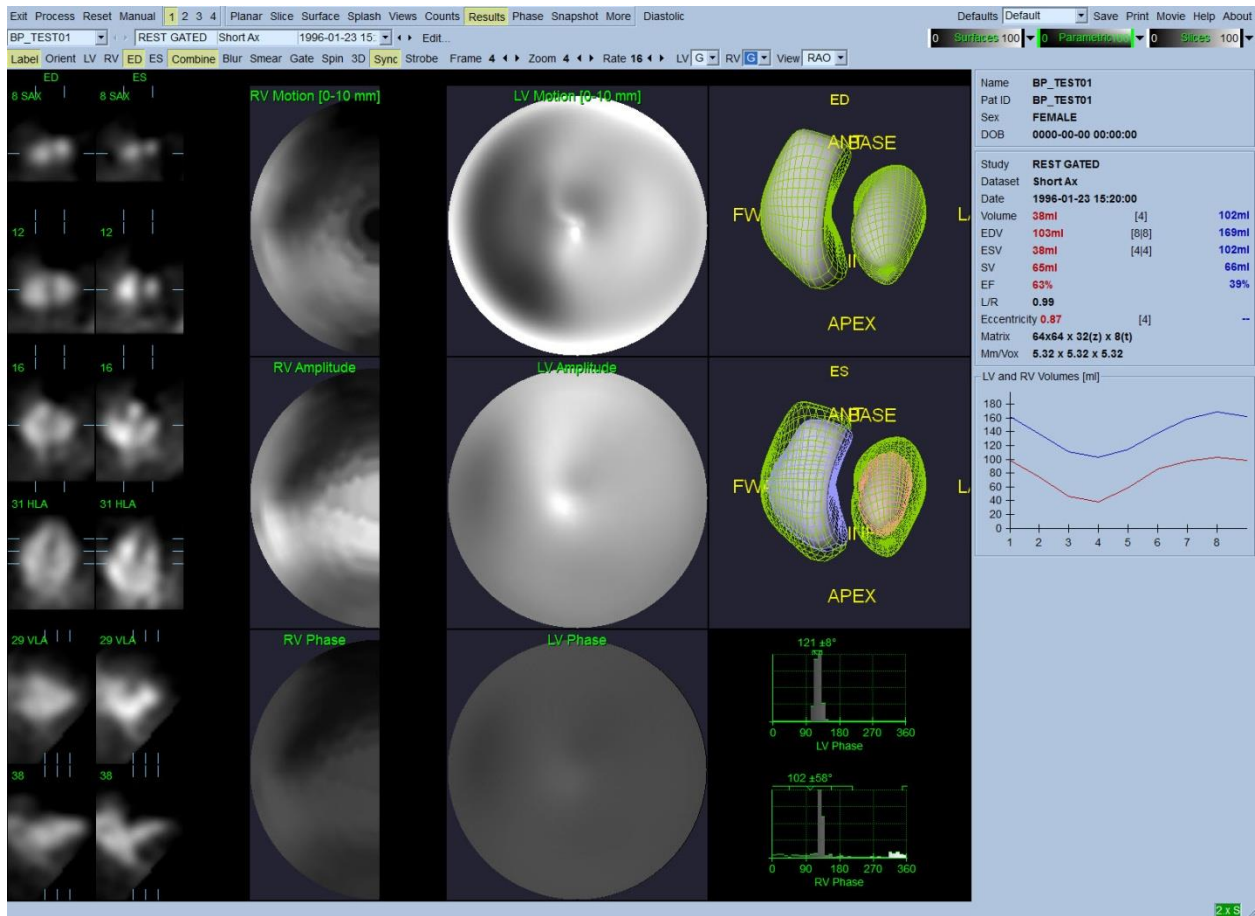 Exit Process Reset Manual 1 2 3 4 Planar Slice Surface Splash Views Counts Results Phase Snapshot More Diastolic Defaults Default Save Print Movie Help About
BP_TEST01 REST GATED Short Ax 1996-01-23 15: Edit... 0 Surfaces 100 0 Parametric 0 Slices 100
Label Orient LV RV ED ES Combine Blur Smear Gate Spin 3D Sync Strobe Frame 4 Zoom 4 Rate 16 LV G RV G View RAO
ED ES
8 SAX 8 SAX
12 12
16 16
31 HLA 31 HLA
29 VLA 29 VLA
38 38
RV Motion [0-10 mm] LV Motion [0-10 mm]
RV Amplitude LV Amplitude
RV Phase LV Phase
ED
ANT BASE
FW
APEX
ES
ANT BASE
FW
APEX
121 ±8°
0 90 180 270 360
LV Phase
102 ±58°
0 90 180 270 360
RV Phase
Name BP_TEST01
Pat ID BP_TEST01
Sex FEMALE
DOB 0000-00-00 00:00:00
Study REST GATED
Dataset Short Ax
Date 1996-01-23 15:20:00
Volume 38ml [4] 102ml
EDV 103ml [8|8] 169ml
ESV 38ml [4|4] 102ml
SV 65ml 66ml
EF 63% 39%
L/R 0.99
Eccentricity 0.87 [4] --
Matrix 64x64 x 32(z) x 8(t)
Mm/Vox 5.32 x 5.32 x 5.32
LV and RV Volumes [ml]
180
160
140
120
100
80
60
40
20
0
1 2 3 4 5 6 7 8
2 x S